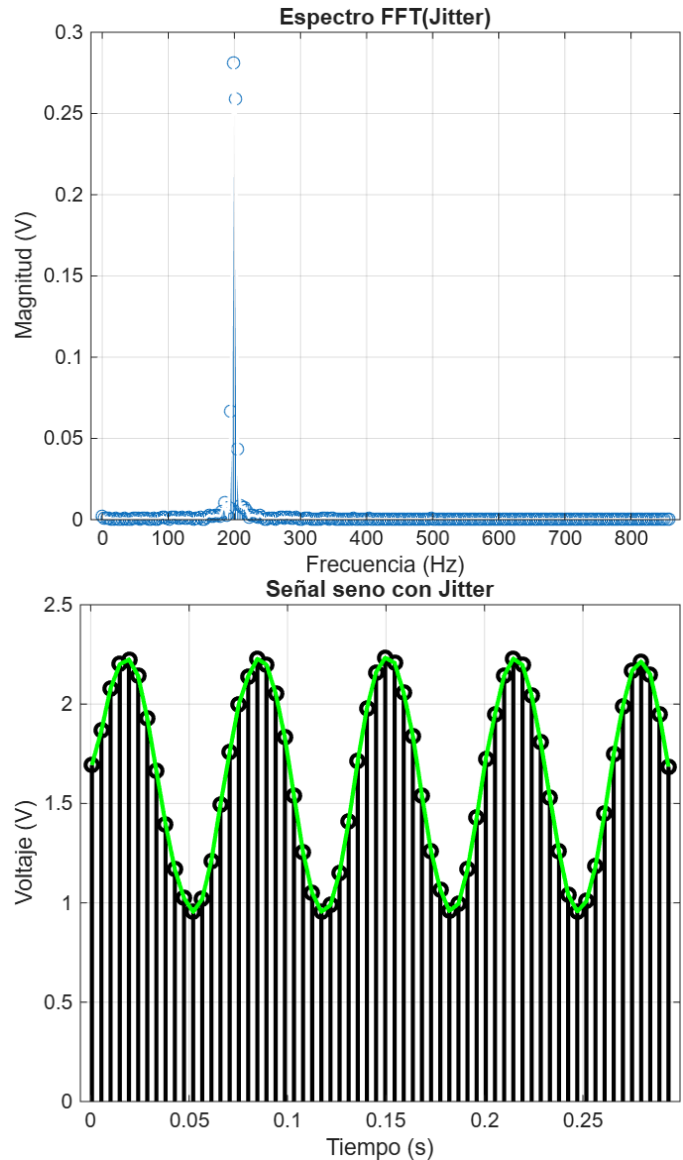 Espectro FFT(Jitter)
0.3
0.25
0.2
0.15
0.1
0.05
0
Magnitud (V)
0 100 200 300 400 500 600 700 800
Frecuencia (Hz)
Señal seno con Jitter
2.5
2
1.5
1
0.5
0
Voltaje (V)
0 0.05 0.1 0.15 0.2 0.25
Tiempo (s)